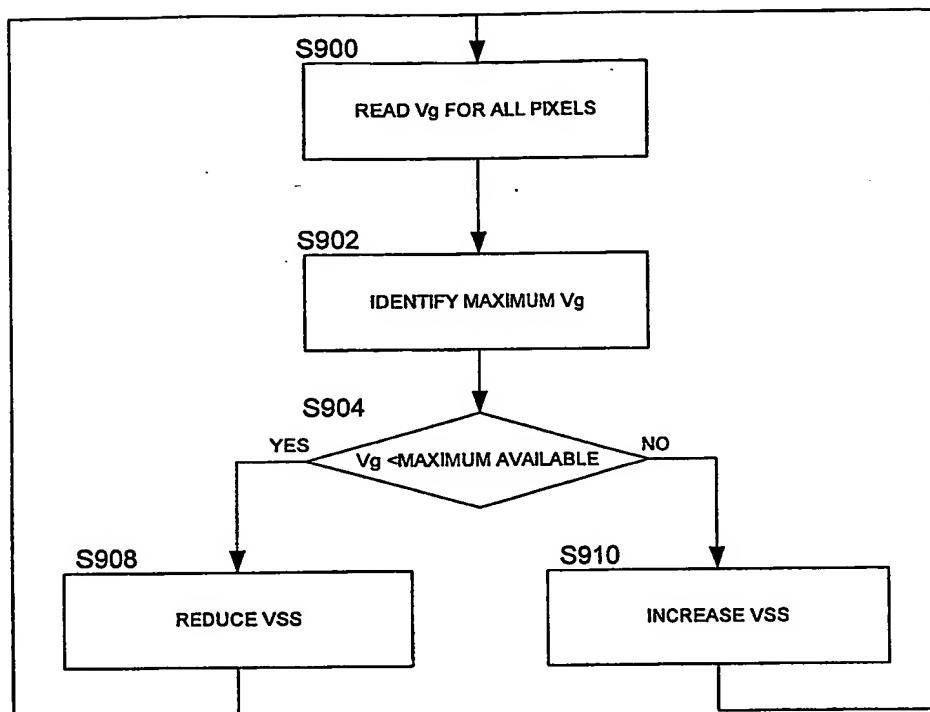 S900
READ Vg FOR ALL PIXELS
S902
IDENTIFY MAXIMUM Vg
S904
YES
Vg <MAXIMUM AVAILABLE
NO
S908
REDUCE VSS
S910
INCREASE VSS